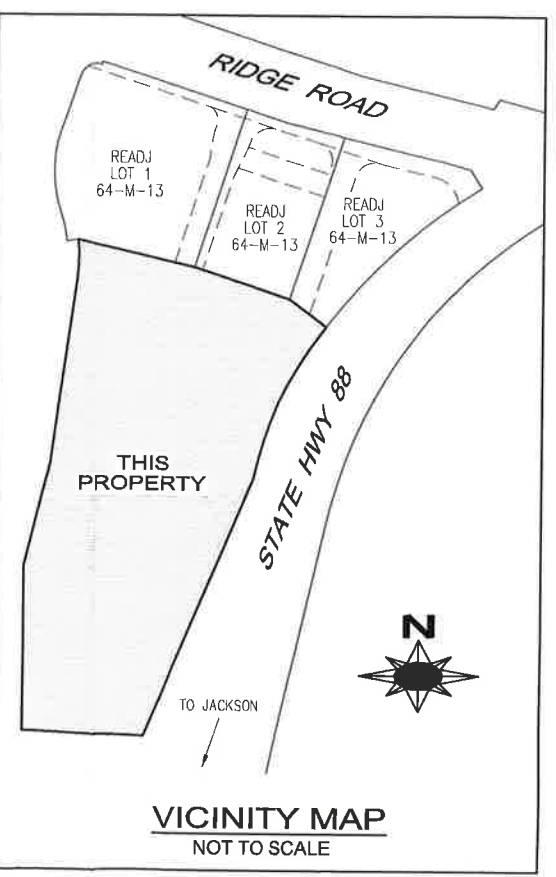 RIDGE ROAD
READJ
LOT 1
64-M-13
READJ
LOT 2
64-M-13
READJ
LOT 3
64-M-13
STATE HWY 88
THIS
PROPERTY
N
TO JACKSON
VICINITY MAP
NOT TO SCALE